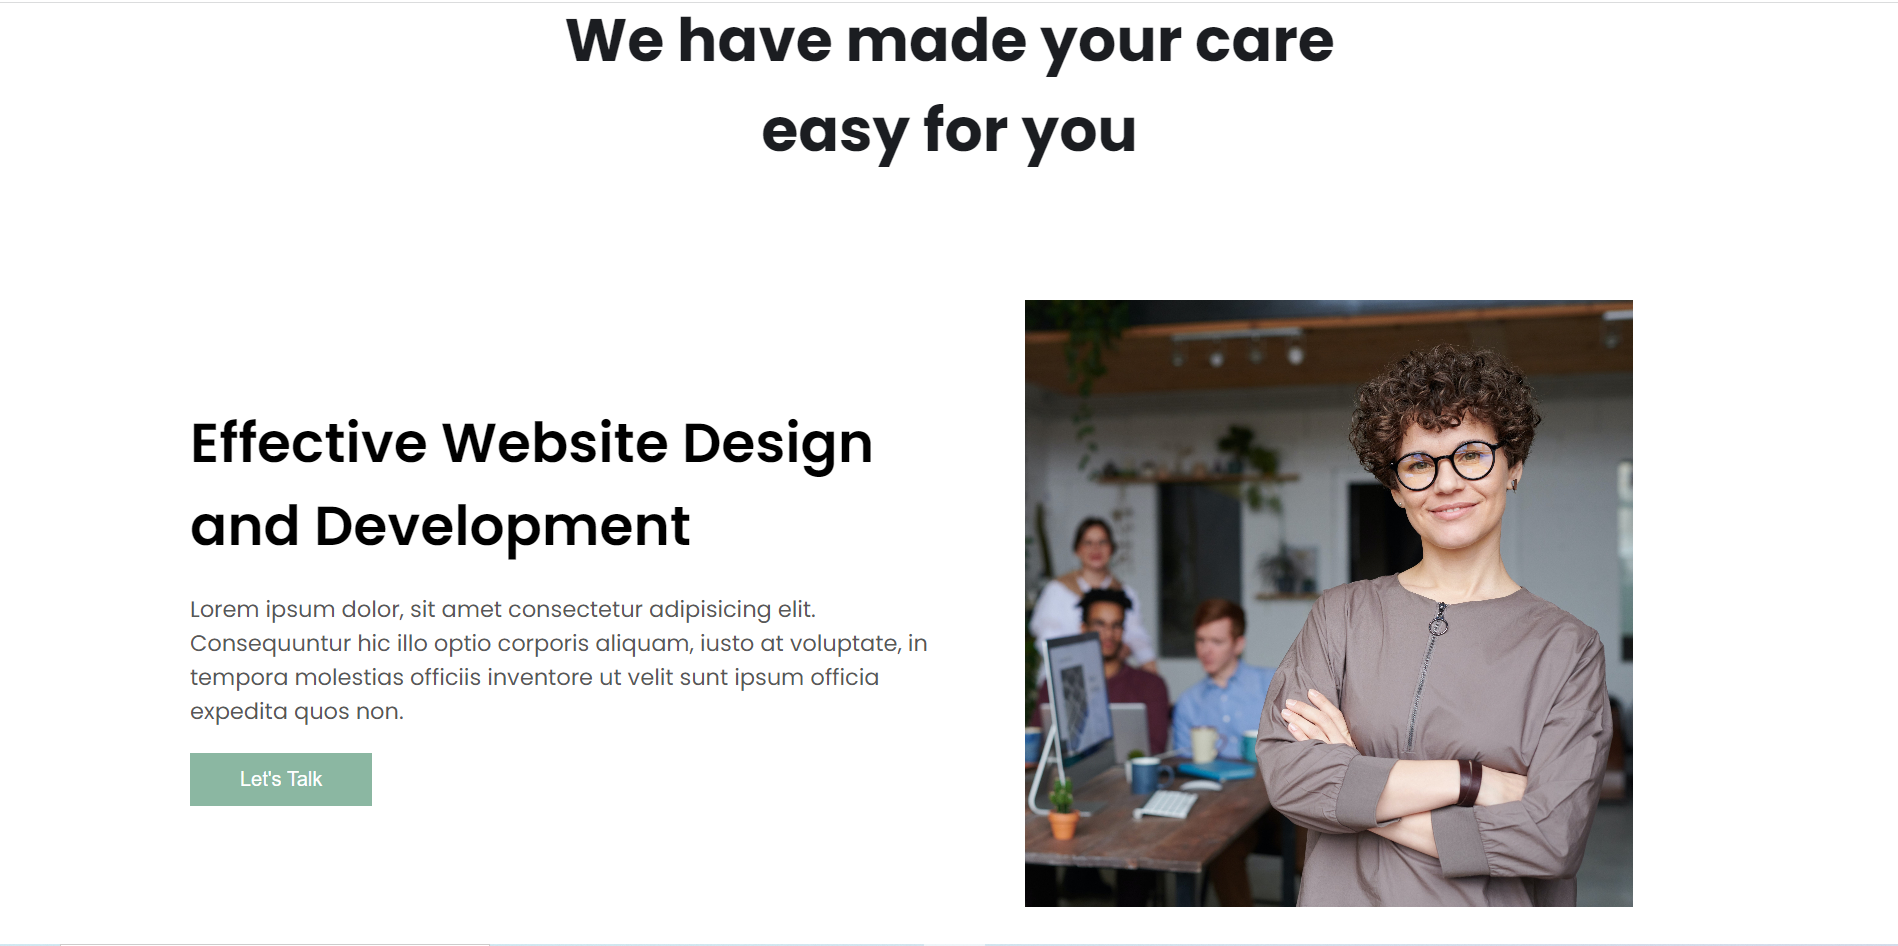 We have made your care
easy for you
Effective Website Design
and Development
Lorem ipsum dolor, sit amet consectetur adipisicing elit.
Consequuntur hic illo optio corporis aliquam, iusto at voluptate, in
tempora molestias officiis inventore ut velit sunt ipsum officia
expedita quos non.
Let's Talk